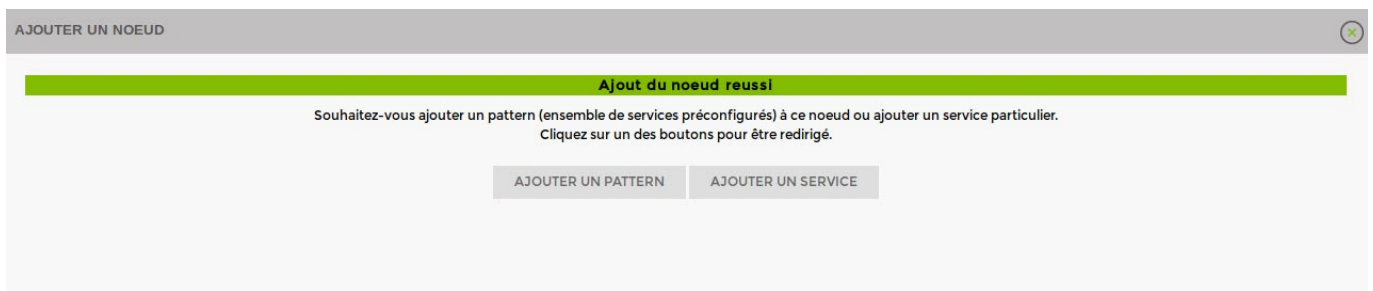 AJOUTER UN NOEUD
Ajout du noeud reussi
Souhaitez-vous ajouter un pattern (ensemble de services préconfigurés) à ce noeud ou ajouter un service particulier.
Cliquez sur un des boutons pour être redirigé.
AJOUTER UN PATTERN AJOUTER UN SERVICE